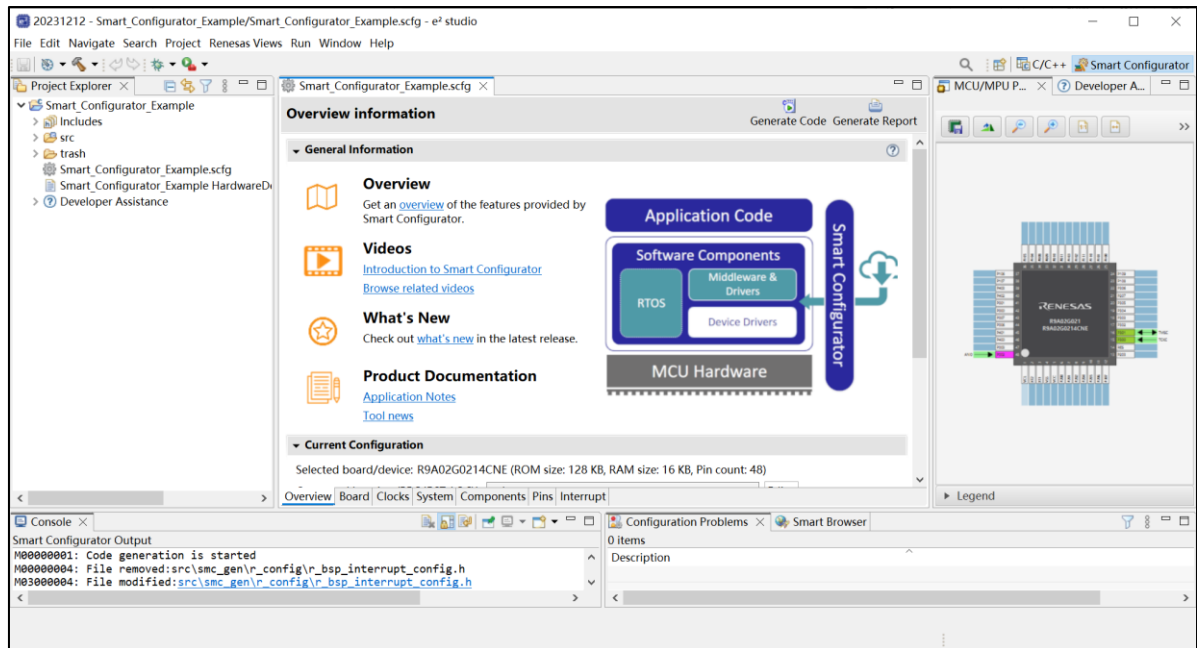 20231212 - Smart_Configurator_Example/Smart_Configurator_Example.scfg - e² studio
File Edit Navigate Search Project Renesas Views Run Window Help
C/C++ Smart Configurator
Project Explorer
Smart_Configurator_Example
Includes
src
trash
Smart_Configurator_Example.scfg
Smart_Configurator_Example HardwareDe
Developer Assistance
Smart_Configurator_Example.scfg
Overview information
Generate Code Generate Report
General Information
Overview
Get an overview of the features provided by
Smart Configurator.
Videos
Introduction to Smart Configurator
Browse related videos
What's New
Check out what's new in the latest release.
Product Documentation
Application Notes
Tool news
Application Code
Software Components
RTOS
Middleware &
Drivers
Device Drivers
MCU Hardware
Smart Configurator
Current Configuration
Selected board/device: R9A02G0214CNE (ROM size: 128 KB, RAM size: 16 KB, Pin count: 48)
Overview Board Clocks System Components Pins Interrupt
MCU/MPU P... Developer A...
RENESAS
R9A02G021
R9A02G0214CNE
Legend
Console
Smart Configurator Output
M00000001: Code generation is started
M00000004: File removed:src\smc_gen\r_config\r_bsp_interrupt_config.h
M03000004: File modified:src\smc_gen\r_config\r_bsp_interrupt_config.h
Configuration Problems Smart Browser
0 items
Description